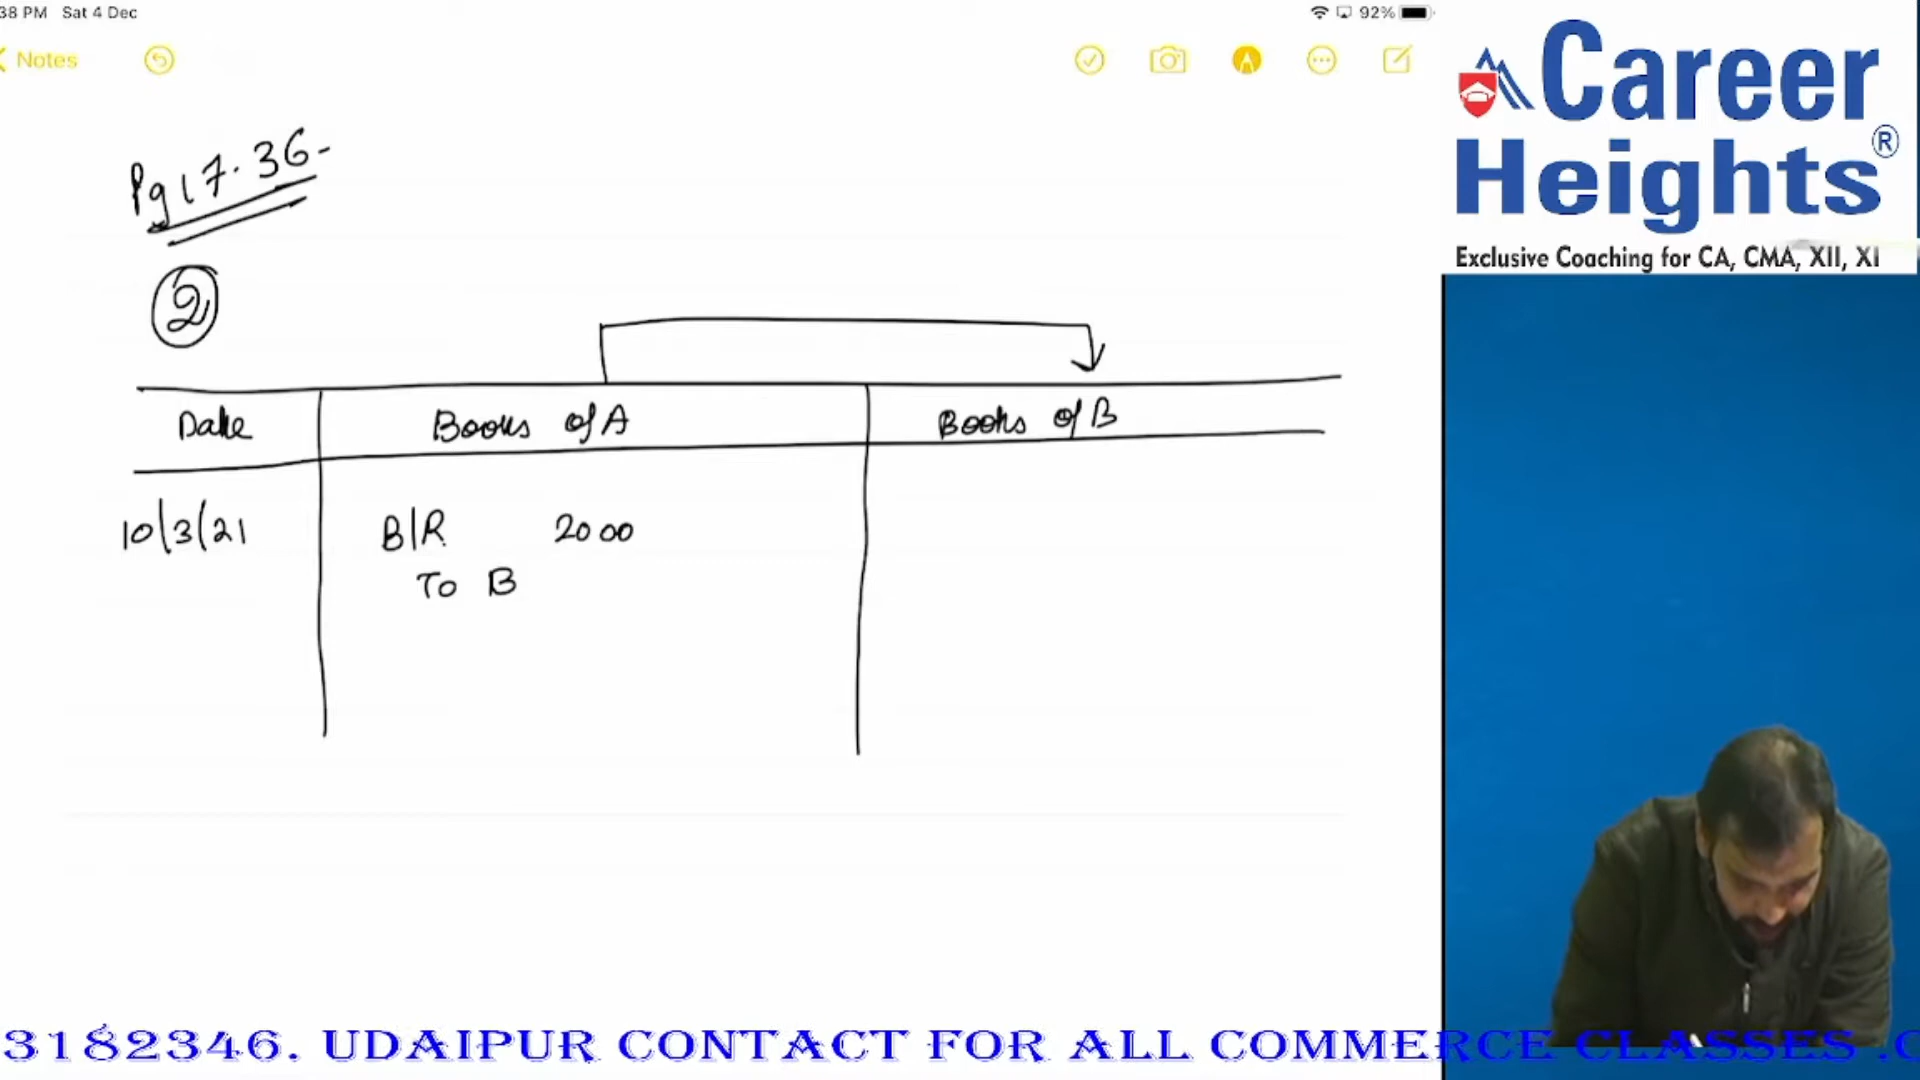 38 PM Sat 4 Dec
92%
Notes
Career
Heights®
Exclusive Coaching for CA, CMA, XII, XI
Pg 17.36-
2
Date Books of A Books of B
10/3/21 B/R 2000
To B
3182346. UDAIPUR CONTACT FOR ALL COMMERCE CLASSES .C